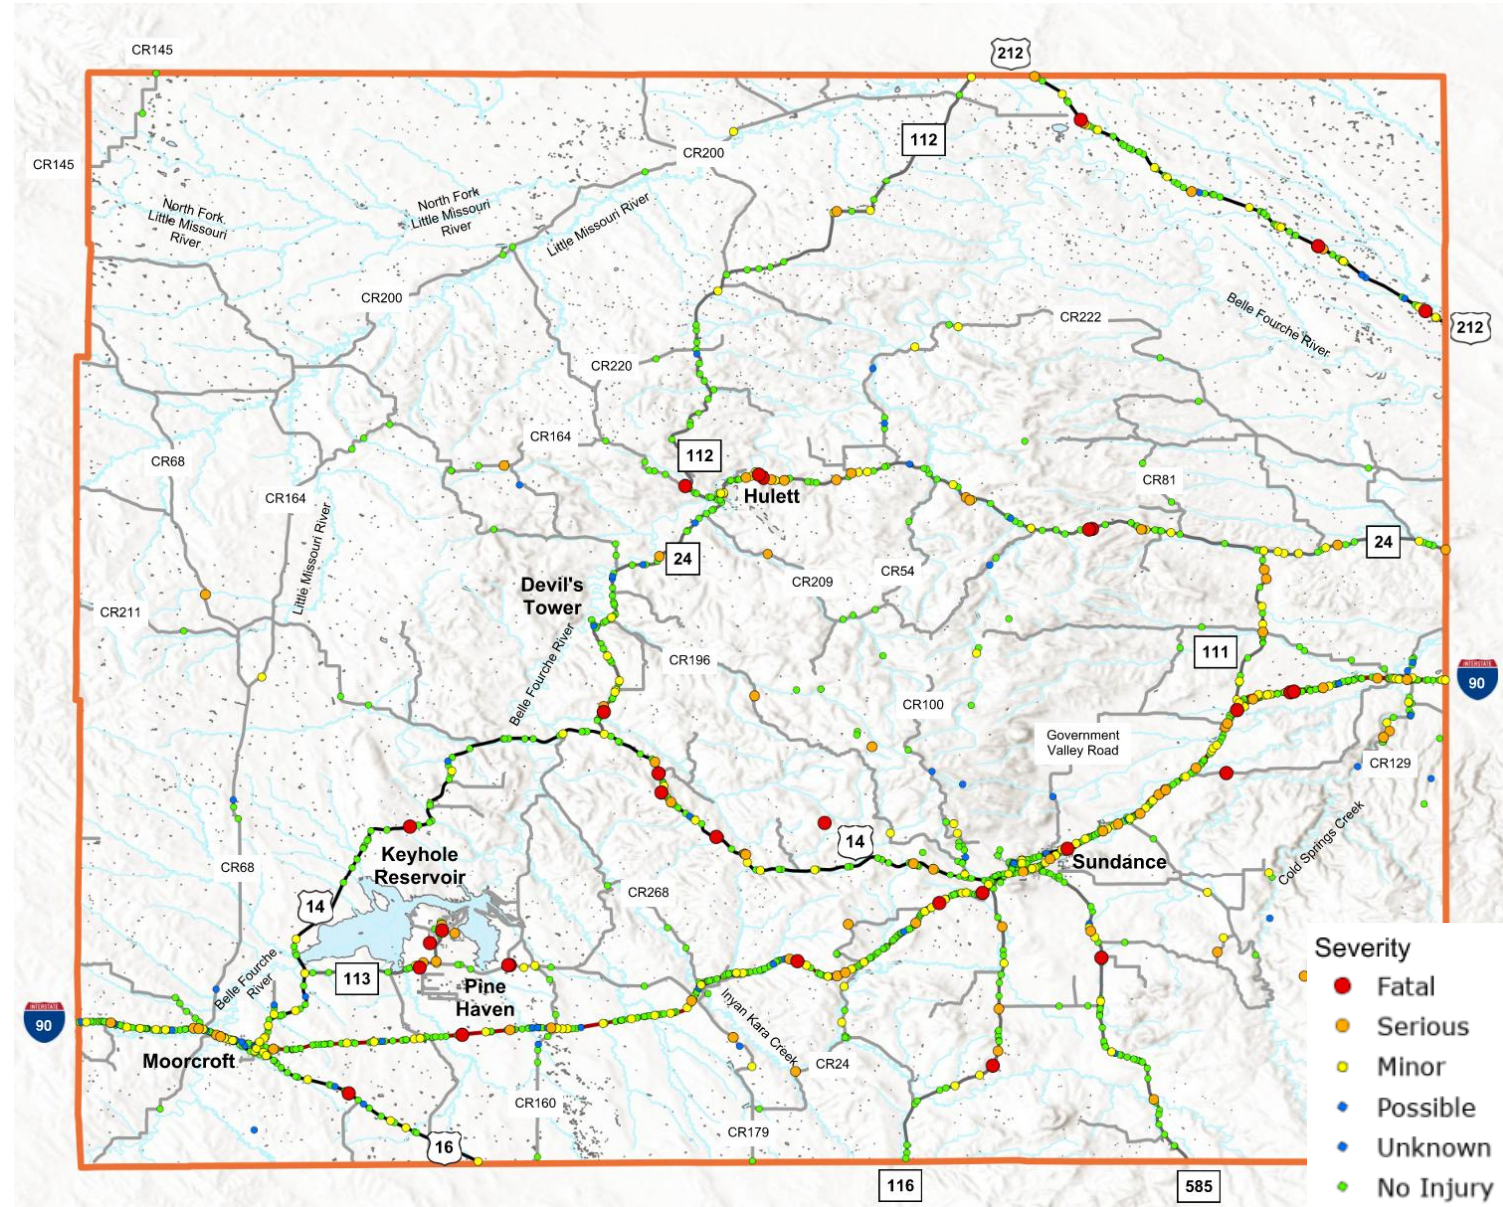 CR145
212
112
CR200
CR145
North Fork
Little Missouri
River
North Fork
Little Missouri
River
Little Missouri River
CR200
CR222
Belle Fourche River
212
CR220
CR164
112
CR68
CR164
Hulett
CR81
Little Missouri River
24
24
Devil's
Tower
CR209
CR54
CR211
Belle Fourche River
CR196
111
INTERSTATE
90
CR100
Government
Valley Road
CR129
Cold Springs Creek
14
Keyhole
Reservoir
Sundance
CR68
14
CR268
Belle Fourche
River
113
Pine
Haven
Inyan Kara Creek
INTERSTATE
90
Moorcroft
CR24
CR160
CR179
16
116
585
Severity
Fatal
Serious
Minor
Possible
Unknown
No Injury